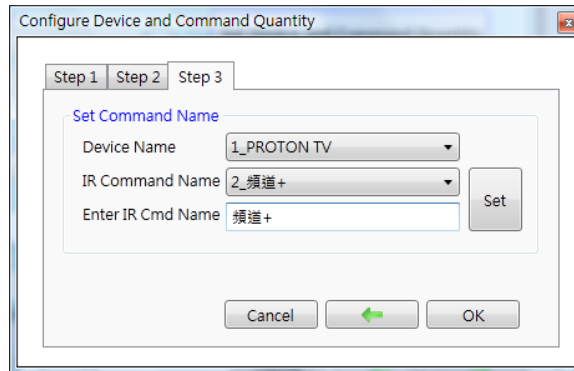 Configure Device and Command Quantity
Step 1 Step 2 Step 3
Set Command Name
Device Name 1_PROTON TV
IR Command Name 2_頻道+
Enter IR Cmd Name 頻道+
Set
Cancel OK